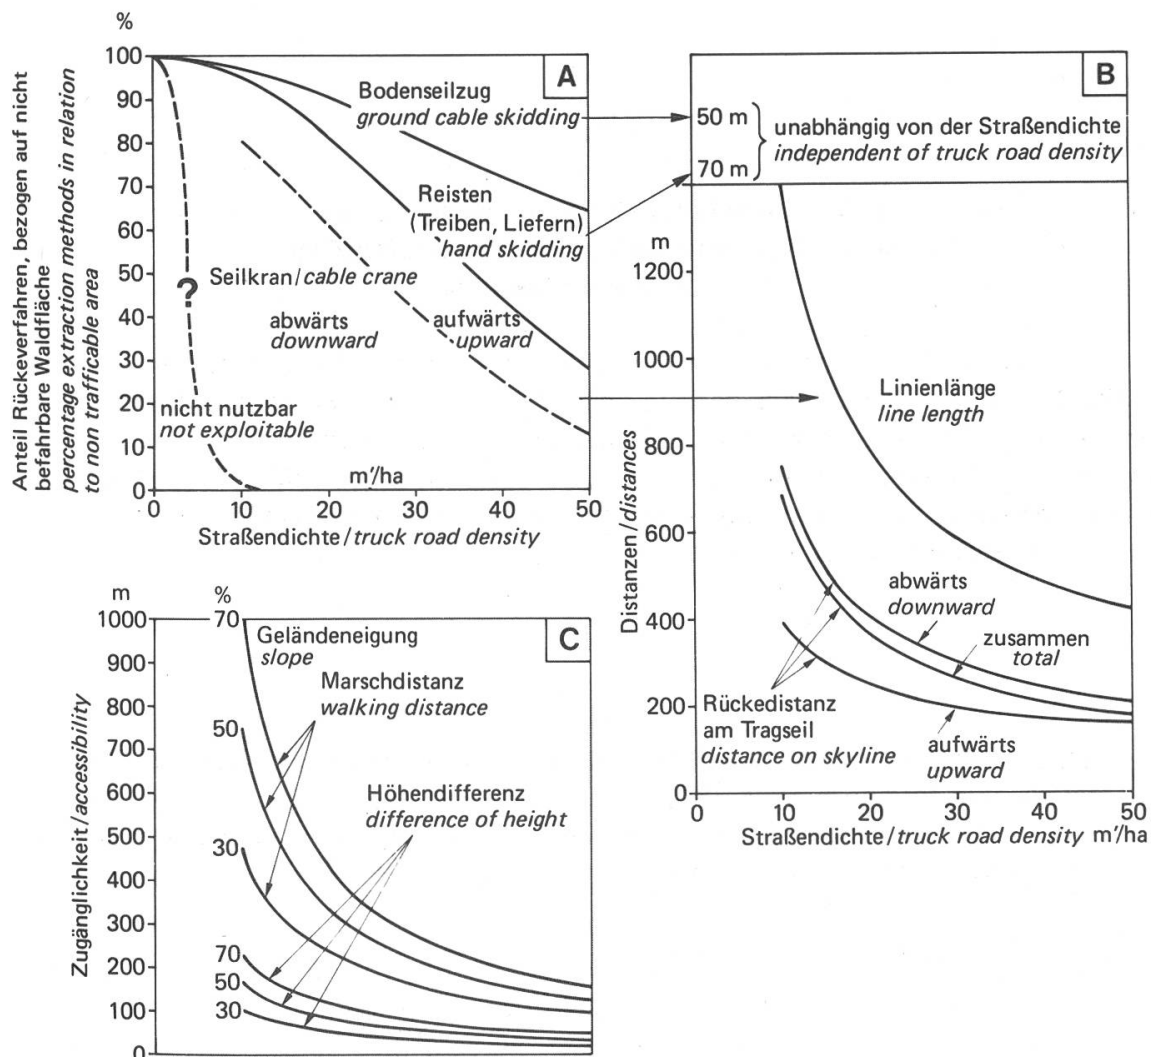 %
Anteil Rückeverfahren, bezogen auf nicht
befahrbare Waldfläche
percentage extraction methods in relation
to non trafficable area
100
90
80
70
60
50
40
30
20
10
0
A
Bodenseilzug
ground cable skidding
Reisten
(Treiben, Liefern)
hand skidding
Seilkran/cable crane
?
abwärts
downward
aufwärts
upward
nicht nutzbar
not exploitable
m'/ha
0 10 20 30 40 50
Straßendichte/truck road density
B
50 m
70 m
unabhängig von der Straßendichte
independent of truck road density
m
1200
1000
800
600
400
200
0
Distanzen/distances
Linienlänge
line length
abwärts
downward
zusammen
total
Rückedistanz
am Tragseil
distance on skyline
aufwärts
upward
0 10 20 30 40 50
Straßendichte/truck road density m'/ha
m
%
1000
900
800
700
600
500
400
300
200
100
0
Zugänglichkeit/accessibility
70
50
30
70
50
30
C
Geländeneigung
slope
Marschdistanz
walking distance
Höhendifferenz
difference of height